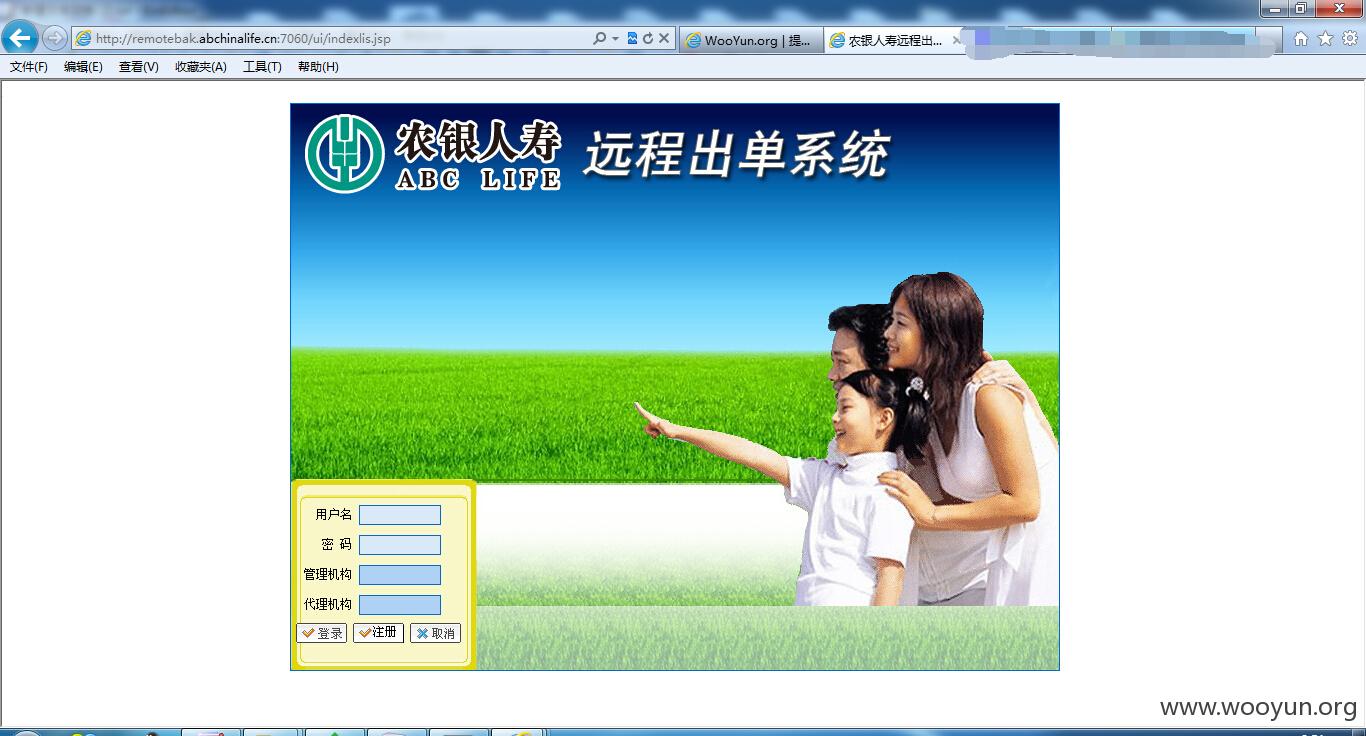 http://remotebak.abchinalife.cn:7060/ui/indexlis.jsp
WooYun.org | 提...
农银人寿远程出...
文件(F) 编辑(E) 查看(V) 收藏夹(A) 工具(T) 帮助(H)
农银人寿
ABC LIFE
远程出单系统
用户名
密 码
管理机构
代理机构
登录 注册 取消
www.wooyun.org